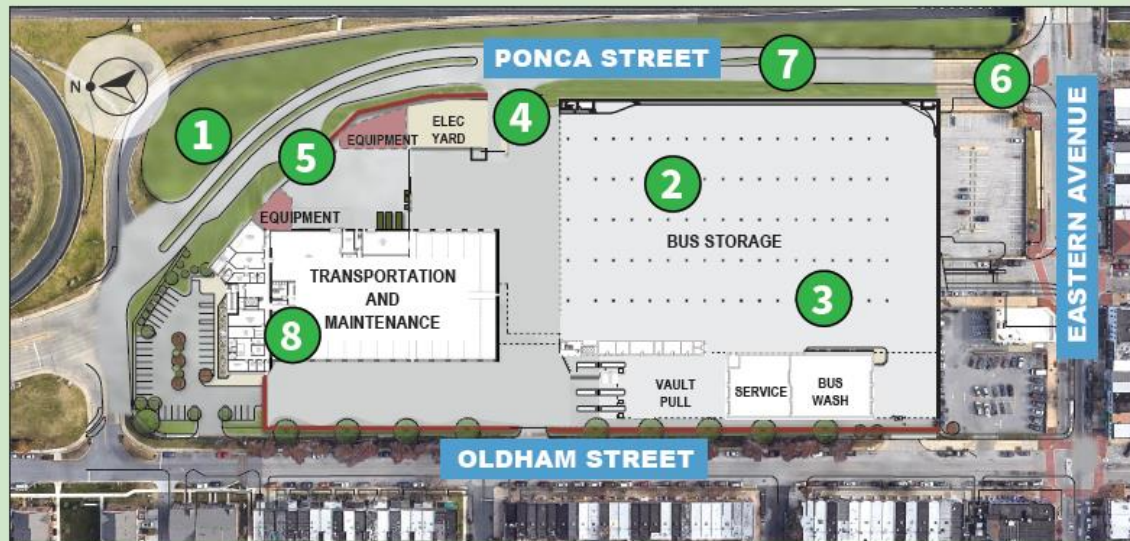 PONCA STREET
7
6
N
1
5
EQUIPMENT
ELEC
YARD
4
2
BUS STORAGE
EQUIPMENT
TRANSPORTATION
AND
MAINTENANCE
8
3
VAULT
PULL
SERVICE
BUS
WASH
OLDHAM STREET
EASTERN AVENUE